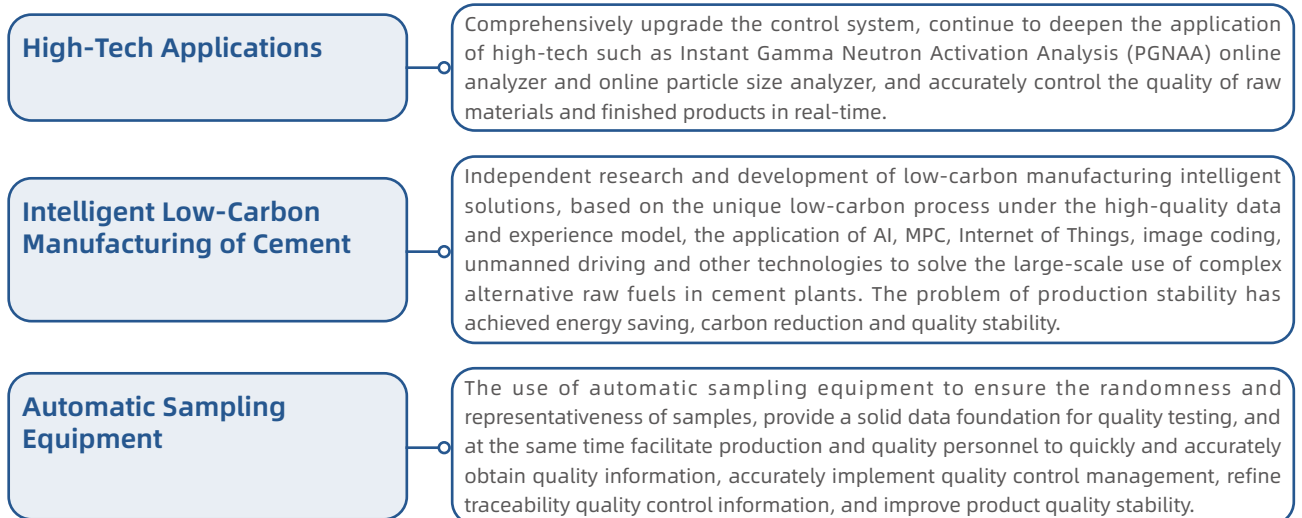 High-Tech Applications
Comprehensively upgrade the control system, continue to deepen the application
of high-tech such as Instant Gamma Neutron Activation Analysis (PGNAA) online
analyzer and online particle size analyzer, and accurately control the quality of raw
materials and finished products in real-time.
Intelligent Low-Carbon
Manufacturing of Cement
Independent research and development of low-carbon manufacturing intelligent
solutions, based on the unique low-carbon process under the high-quality data
and experience model, the application of AI, MPC, Internet of Things, image coding,
unmanned driving and other technologies to solve the large-scale use of complex
alternative raw fuels in cement plants. The problem of production stability has
achieved energy saving, carbon reduction and quality stability.
Automatic Sampling
Equipment
The use of automatic sampling equipment to ensure the randomness and
representativeness of samples, provide a solid data foundation for quality testing, and
at the same time facilitate production and quality personnel to quickly and accurately
obtain quality information, accurately implement quality control management, refine
traceability quality control information, and improve product quality stability.